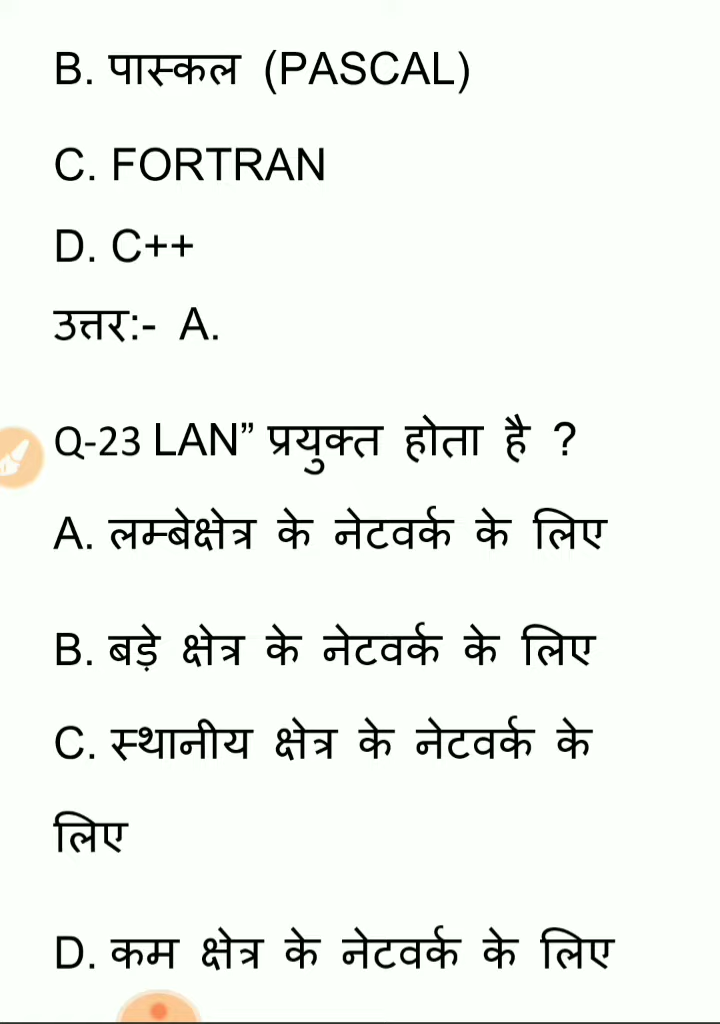 B. पास्कल (PASCAL)
C. FORTRAN
D. C++
उत्तर:- A.
Q-23 LAN” प्रयुक्त होता है ?
A. लम्बेक्षेत्र के नेटवर्क के लिए
B. बड़े क्षेत्र के नेटवर्क के लिए
C. स्थानीय क्षेत्र के नेटवर्क के
लिए
D. कम क्षेत्र के नेटवर्क के लिए